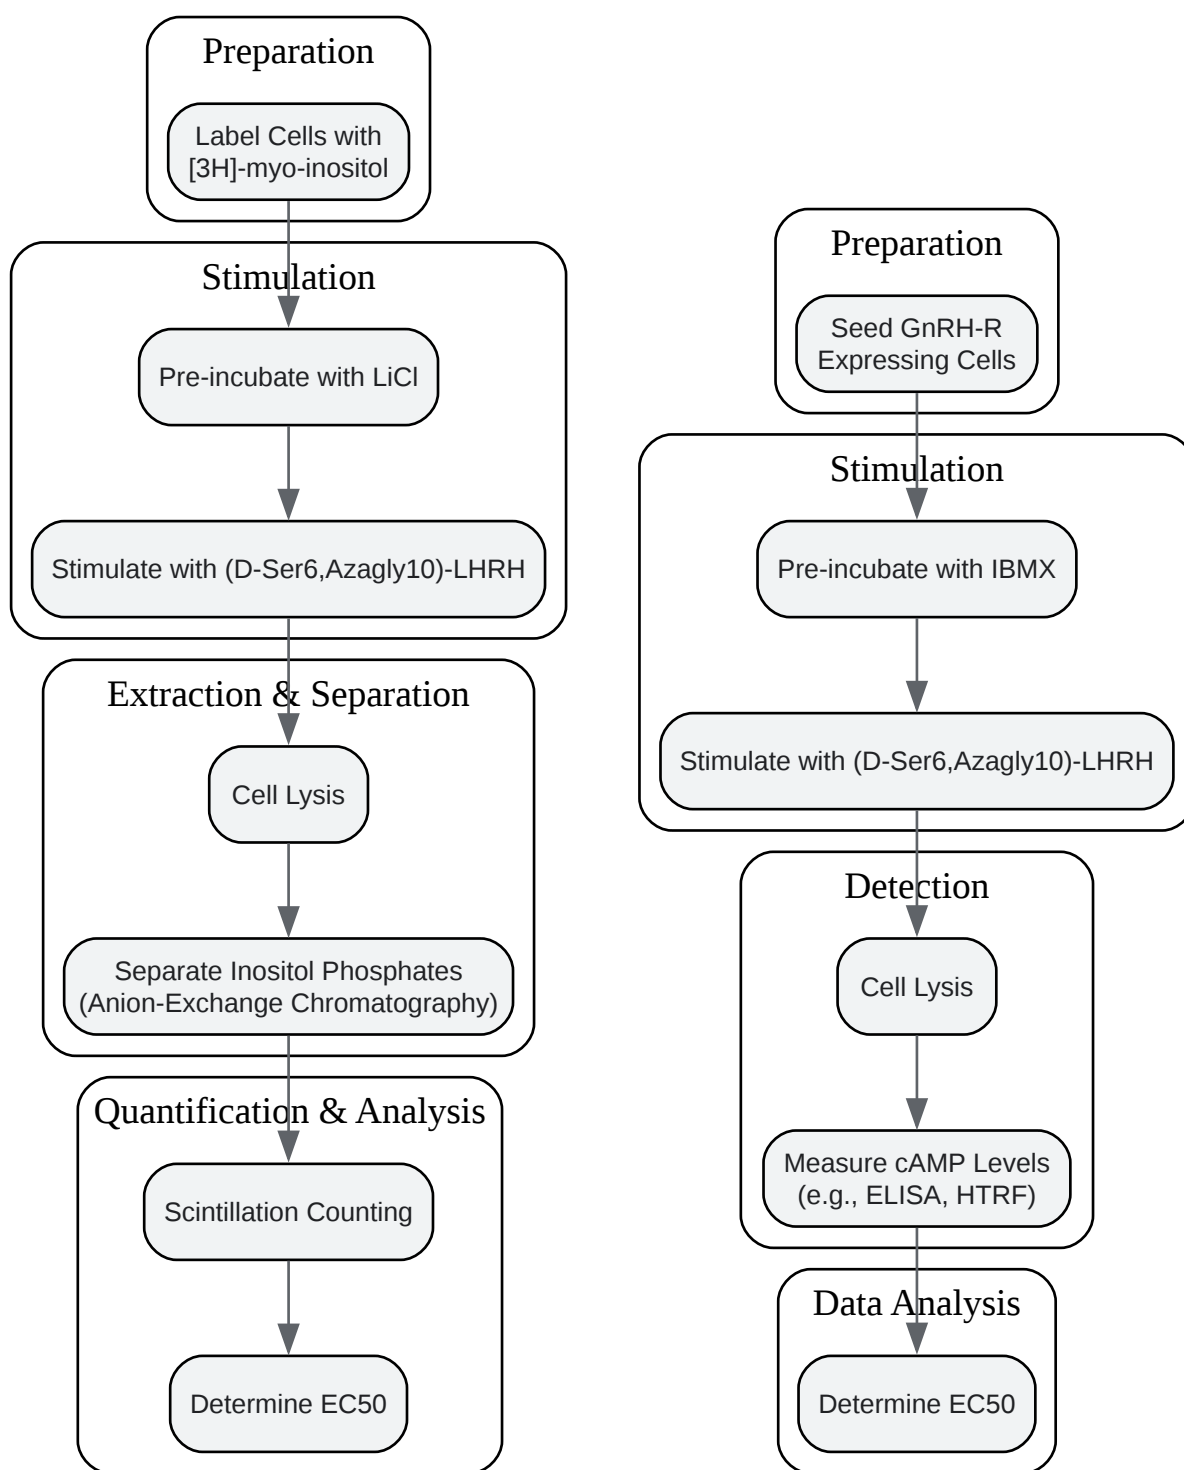 Preparation
Label Cells with
[3H]-myo-inositol
Stimulation
Pre-incubate with LiCl
Stimulate with (D-Ser6,Azagly10)-LHRH
Extraction & Separation
Cell Lysis
Separate Inositol Phosphates
(Anion-Exchange Chromatography)
Quantification & Analysis
Scintillation Counting
Determine EC50
Preparation
Seed GnRH-R
Expressing Cells
Stimulation
Pre-incubate with IBMX
Stimulate with (D-Ser6,Azagly10)-LHRH
Detection
Cell Lysis
Measure cAMP Levels
(e.g., ELISA, HTRF)
Data Analysis
Determine EC50